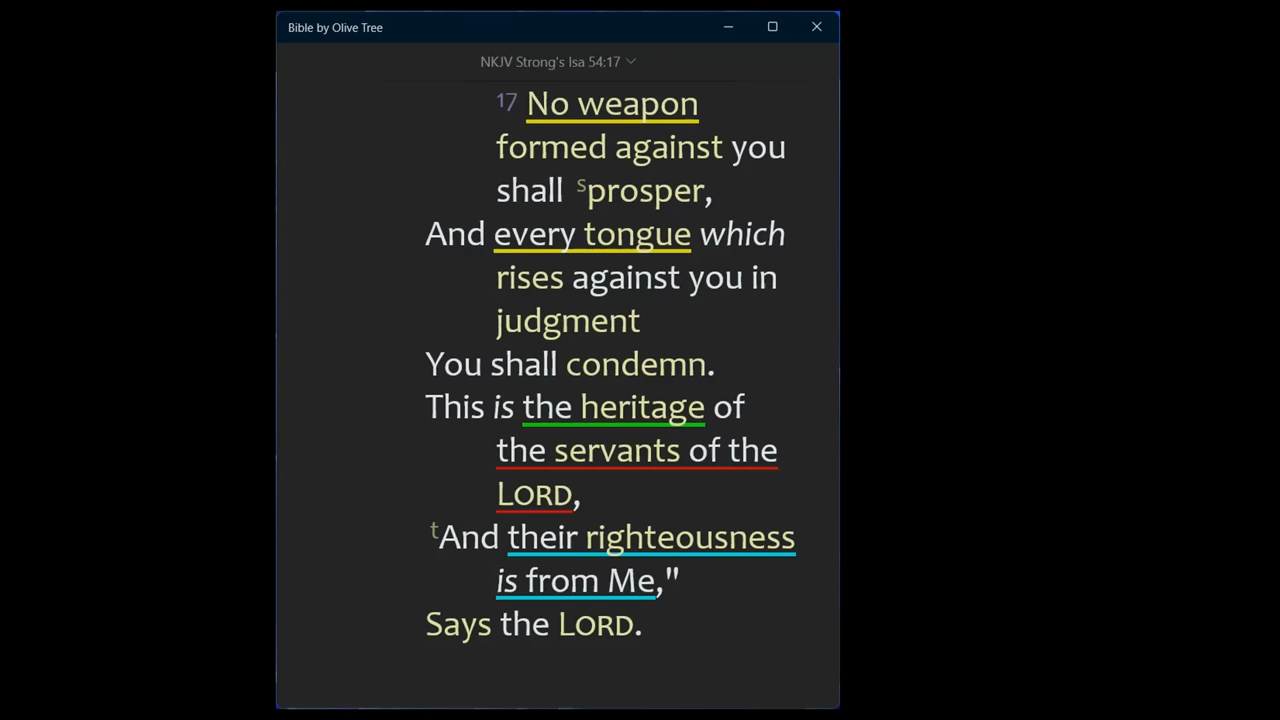 Bible by Olive Tree
NKJV Strong's Isa 54:17
17 No weapon
formed against you
shall sprosper,
And every tongue which
rises against you in
judgment
You shall condemn.
This is the heritage of
the servants of the
LORD,
tAnd their righteousness
is from Me,"
Says the LORD.